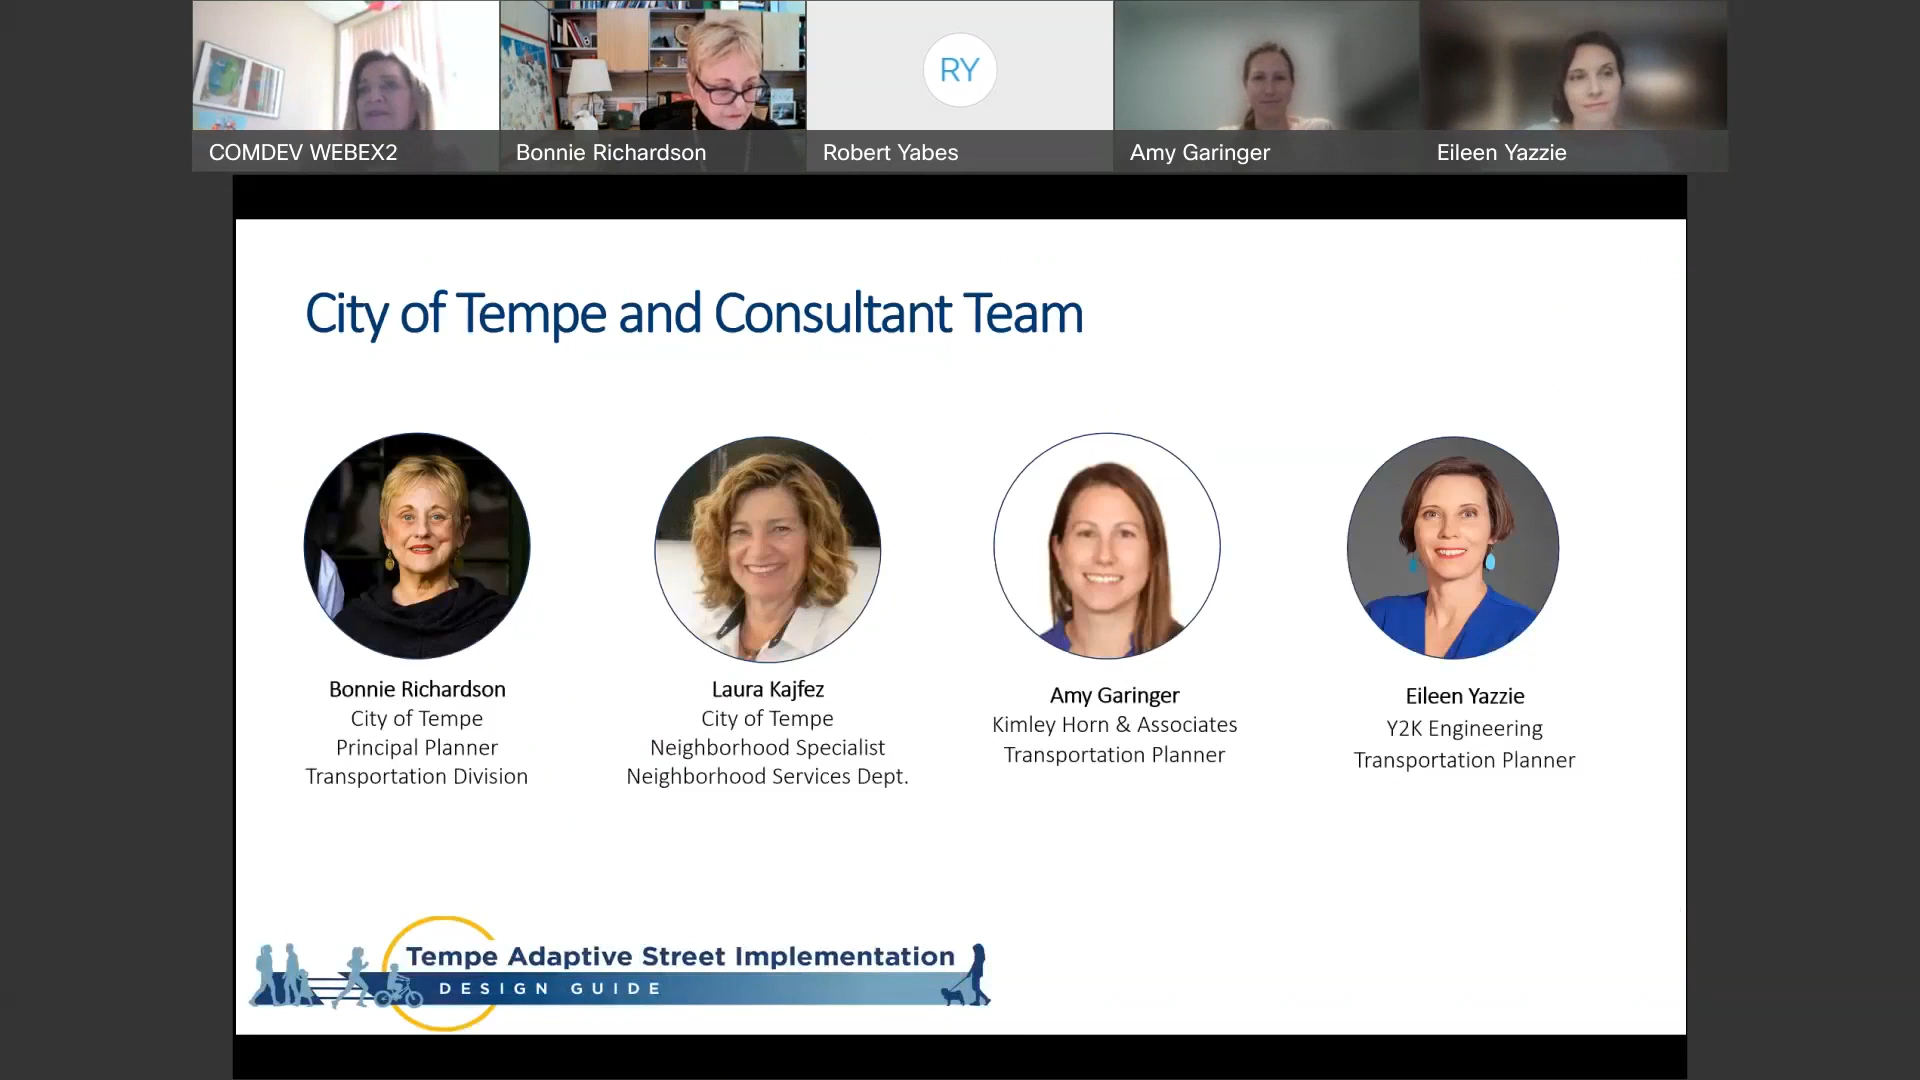 COMDEV WEBEX2
Bonnie Richardson
RY
Robert Yabes
Amy Garinger
Eileen Yazzie
City of Tempe and Consultant Team
Bonnie Richardson
City of Tempe
Principal Planner
Transportation Division
Laura Kajfez
City of Tempe
Neighborhood Specialist
Neighborhood Services Dept.
Amy Garinger
Kimley Horn & Associates
Transportation Planner
Eileen Yazzie
Y2K Engineering
Transportation Planner
Tempe Adaptive Street Implementation
DESIGN GUIDE